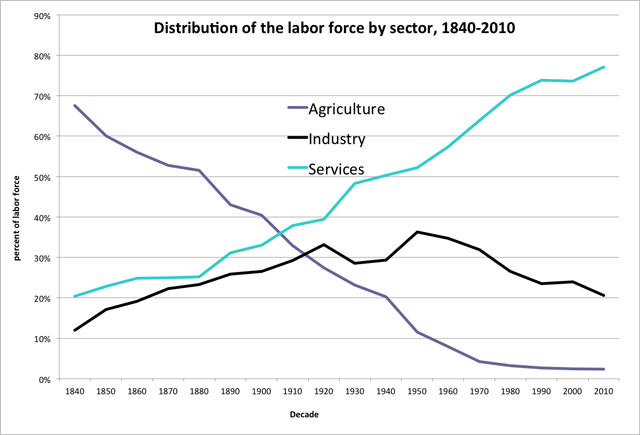 Distribution of the labor force by sector, 1840-2010
90%
80%
70%
60%
50%
40%
30%
20%
10%
0%
percent of labor force
Agriculture
Industry
Services
1840 1850 1860 1870 1880 1890 1900 1910 1920 1930 1940 1950 1960 1970 1980 1990 2000 2010
Decade